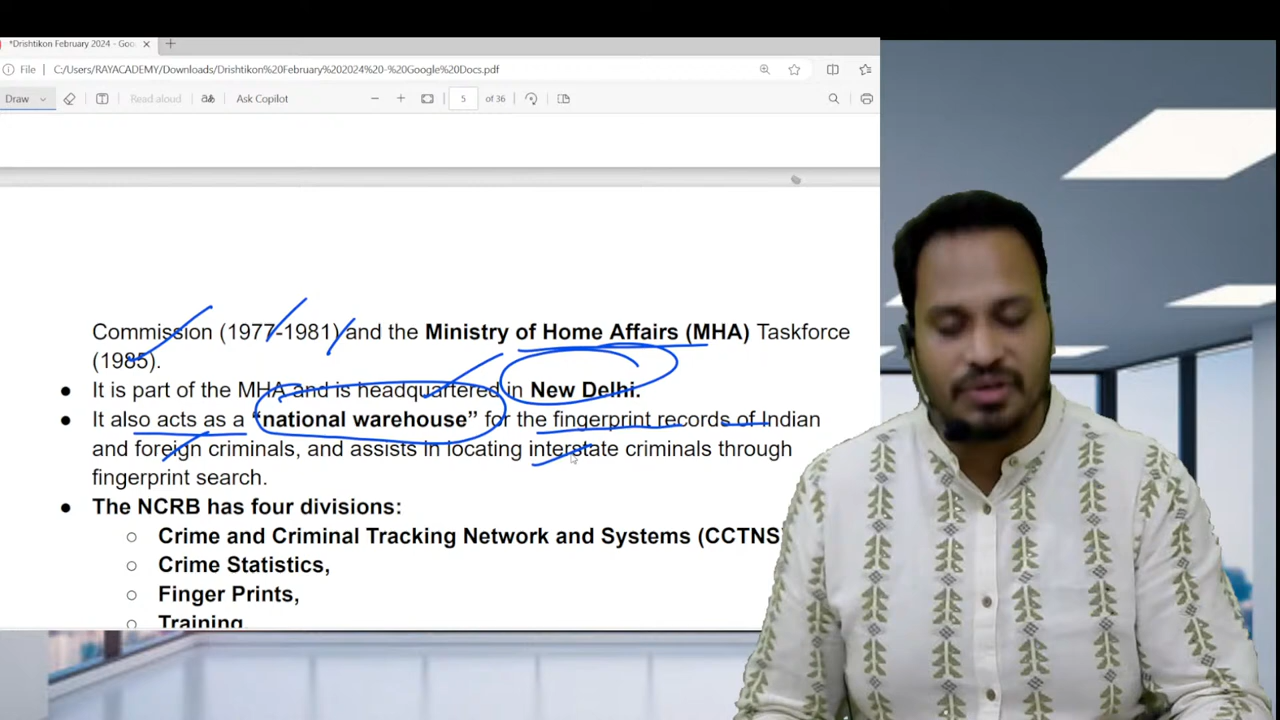 *Drishtikon February 2024 - Goo
File C:/Users/RAYACADEMY/Downloads/Drishtikon%20February%202024%20-%20Google%20Docs.pdf
Draw Read aloud Ask Copilot 5 of 36
Commission (1977-1981) and the Ministry of Home Affairs (MHA) Taskforce
(1985).
● It is part of the MHA and is headquartered in New Delhi.
● It also acts as a “national warehouse” for the fingerprint records of Indian
and foreign criminals, and assists in locating interstate criminals through
fingerprint search.
● The NCRB has four divisions:
○ Crime and Criminal Tracking Network and Systems (CCTNS)
○ Crime Statistics,
○ Finger Prints,
○ Training.